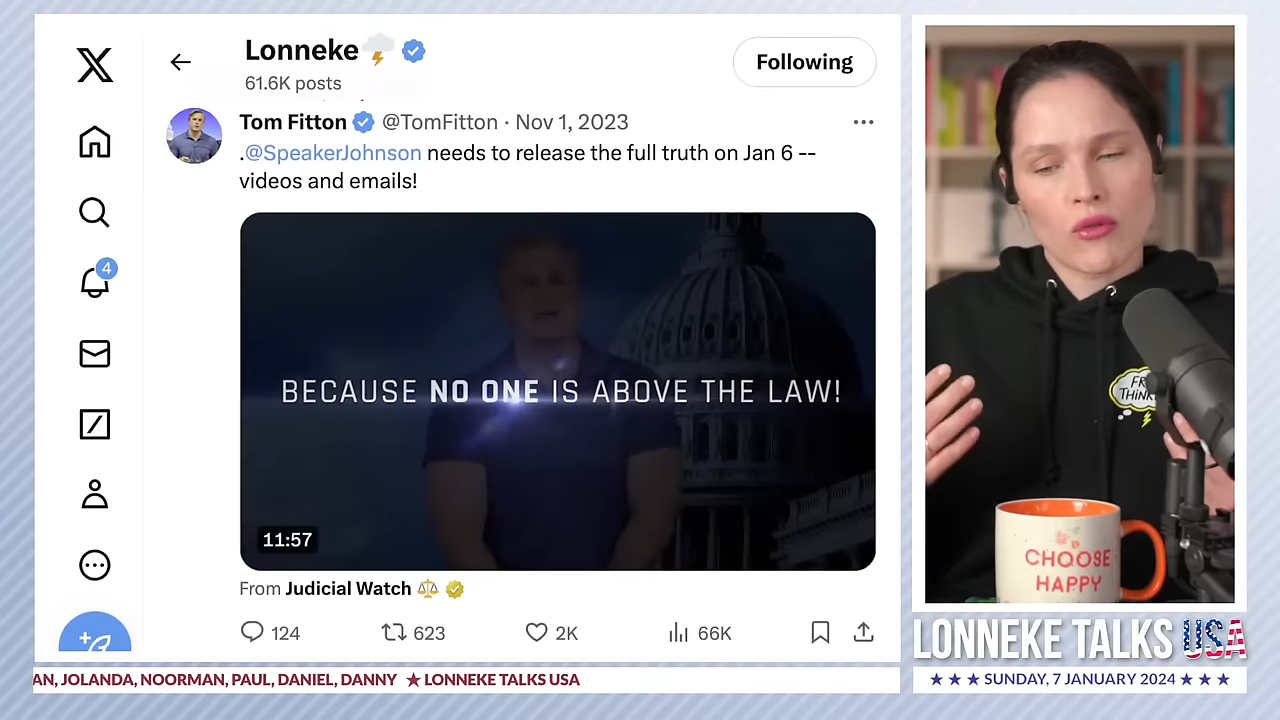 Lonneke
61.6K posts
Following
4
Tom Fitton @TomFitton · Nov 1, 2023
.@SpeakerJohnson needs to release the full truth on Jan 6 --
videos and emails!
BECAUSE NO ONE IS ABOVE THE LAW!
11:57
From Judicial Watch
124 623 2K 66K
CHOOSE
HAPPY
LONNEKE TALKS USA
AN, JOLANDA, NOORMAN, PAUL, DANIEL, DANNY ★ LONNEKE TALKS USA
★ ★ ★ SUNDAY, 7 JANUARY 2024 ★ ★ ★